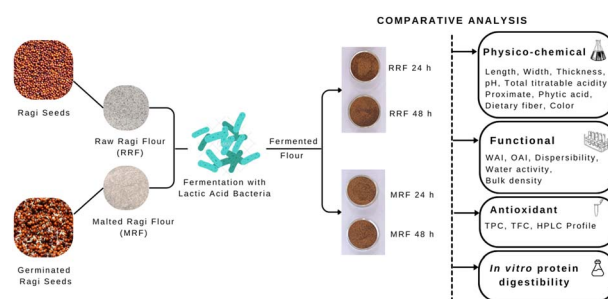 COMPARATIVE ANALYSIS
Ragi Seeds
Raw Ragi Flour
(RRF)
Malted Ragi Flour
(MRF)
Germinated
Ragi Seeds
Fermentation with
Lactic Acid Bacteria
Fermented
Flour
RRF 24 h
RRF 48 h
MRF 24 h
MRF 48 h
Physico-chemical
Length, Width, Thickness,
pH, Total titratable acidity
Proximate, Phytic acid,
Dietary fiber, Color
Functional
WAI, OAI, Dispersibility,
Water activity,
Bulk density
Antioxidant
TPC, TFC, HPLC Profile
In vitro protein
digestibility